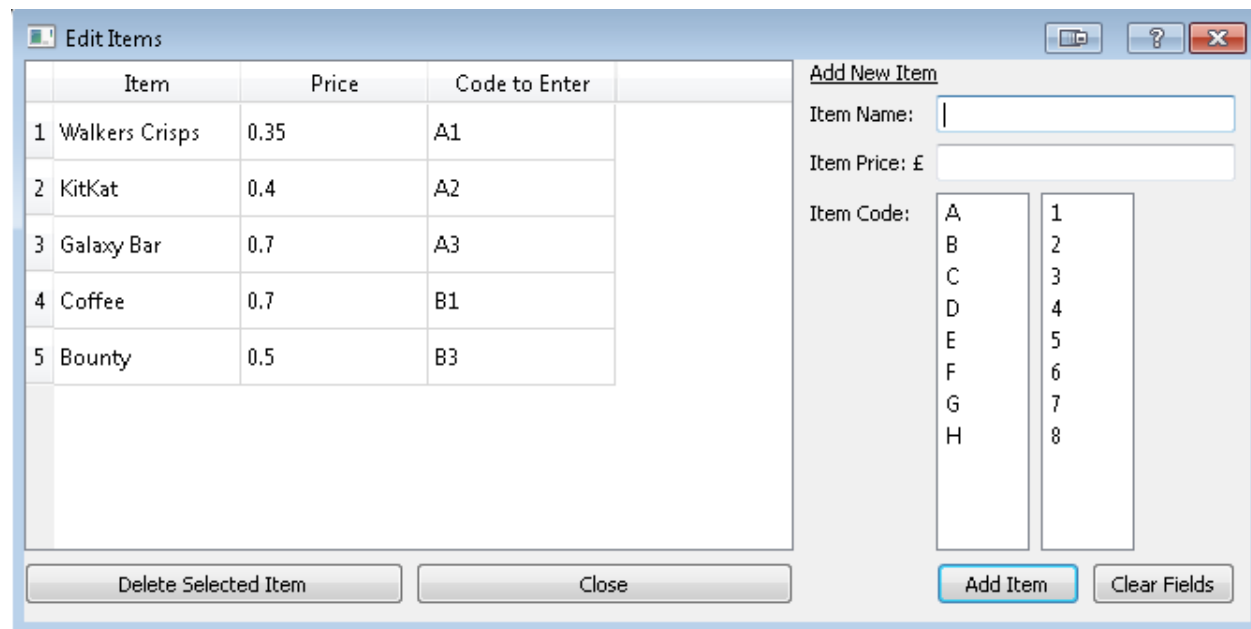 Edit Items
Item Price Code to Enter
1 Walkers Crisps 0.35 A1
2 KitKat 0.4 A2
3 Galaxy Bar 0.7 A3
4 Coffee 0.7 B1
5 Bounty 0.5 B3
Delete Selected Item Close
Add New Item
Item Name:
Item Price: £
Item Code:
A 1
B 2
C 3
D 4
E 5
F 6
G 7
H 8
Add Item Clear Fields